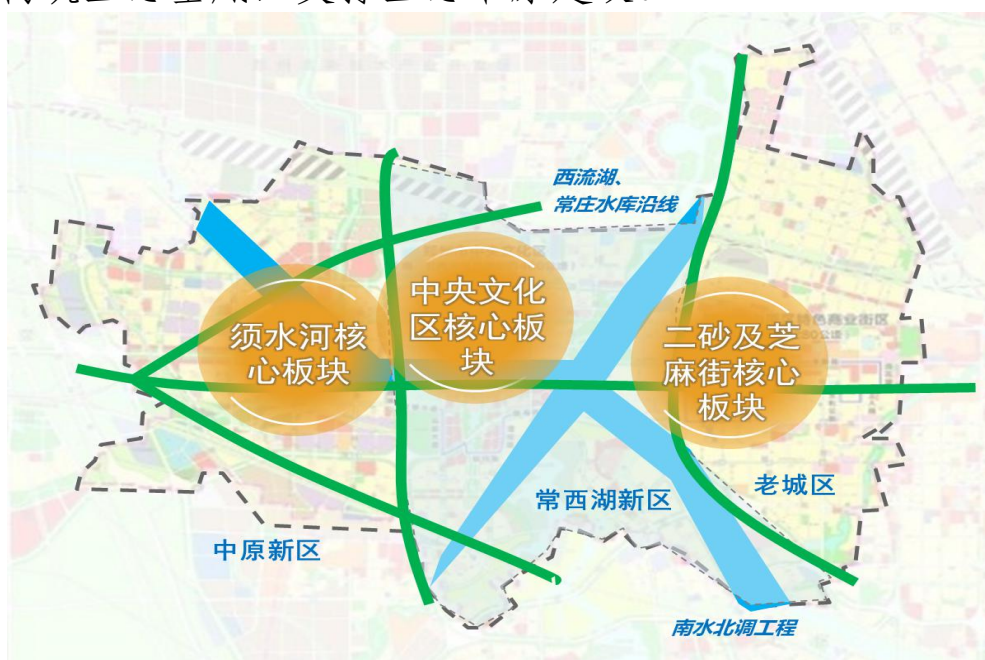 西流湖、
常庄水库沿线
中央文化
区核心板
块
须水河核
心板块
二砂及芝
麻街核心
板块
常西湖新区
老城区
中原新区
南水北调工程